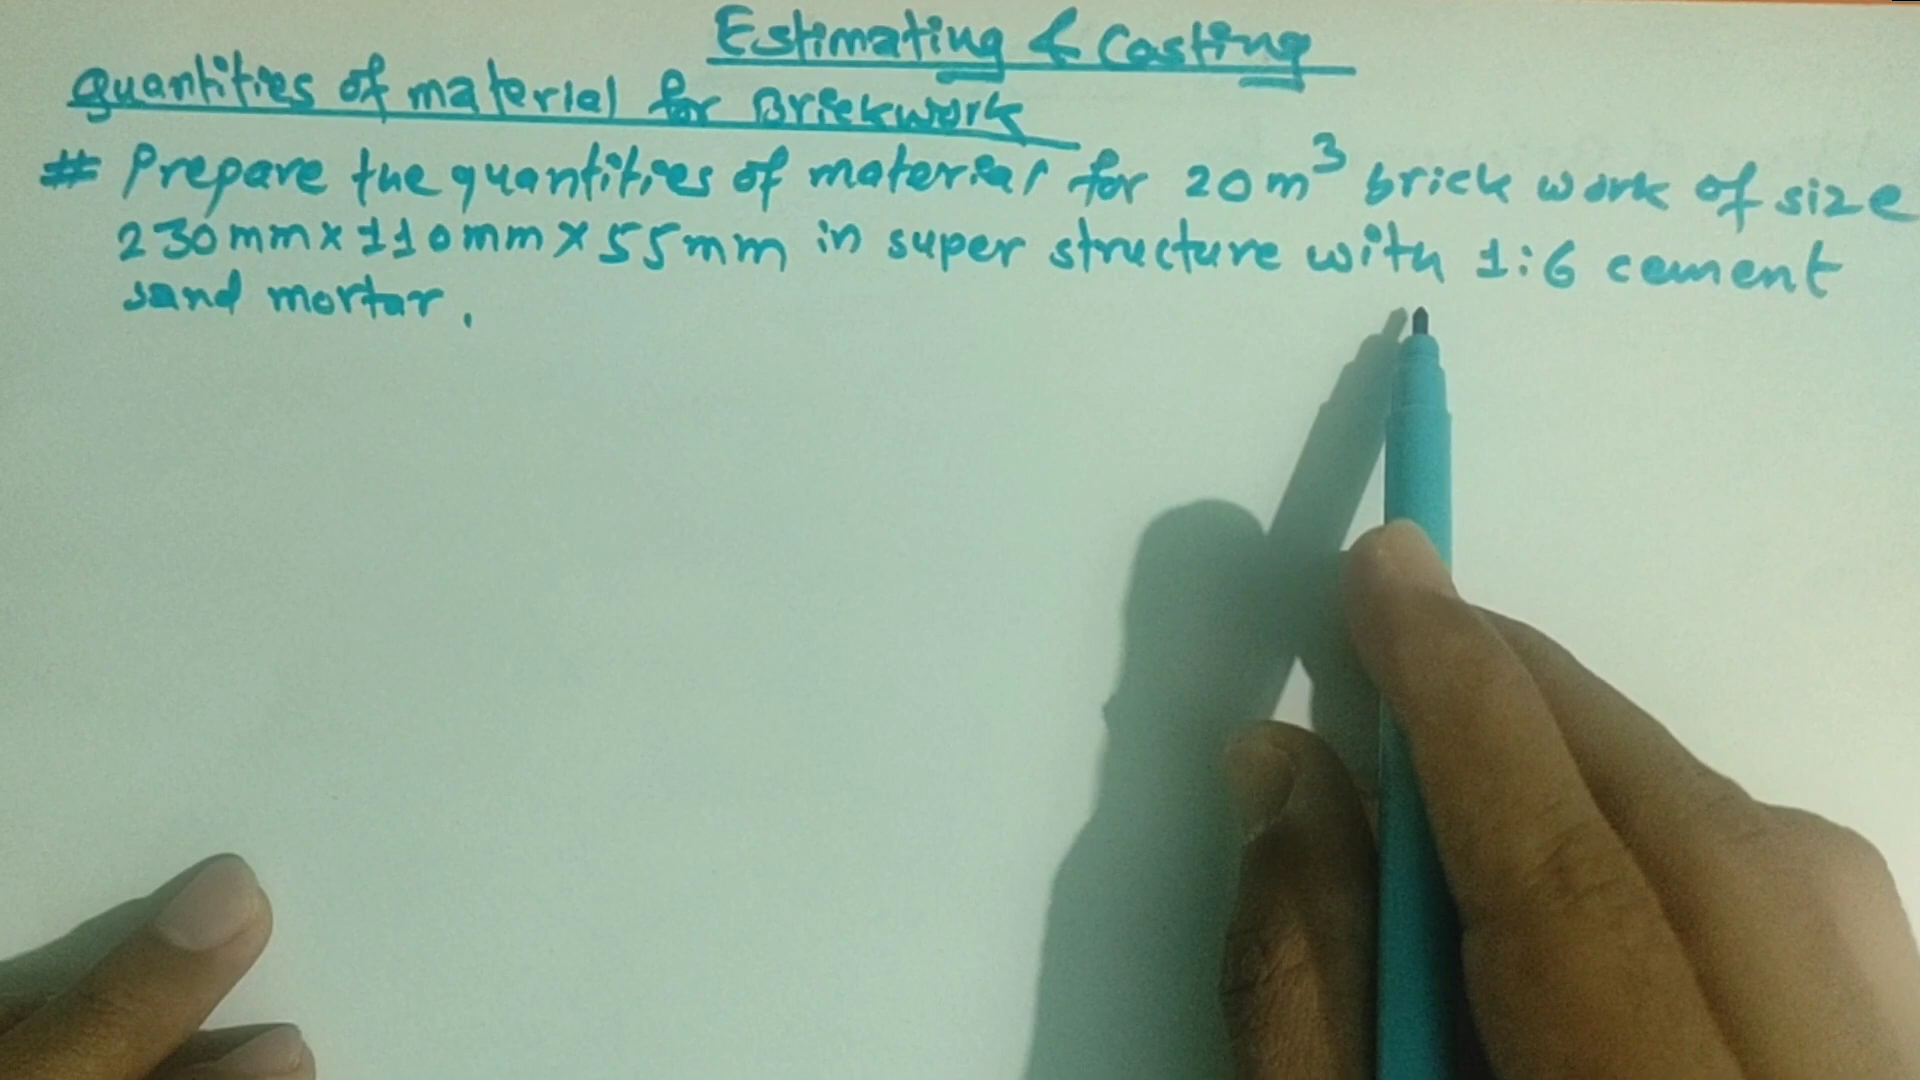 Estimating & Costing
Quantities of material for Brickwork
# Prepare the quantities of material for 20m³ brick work of size
230mm x 110mm x 55mm in super structure with 1:6 cement
sand mortar.